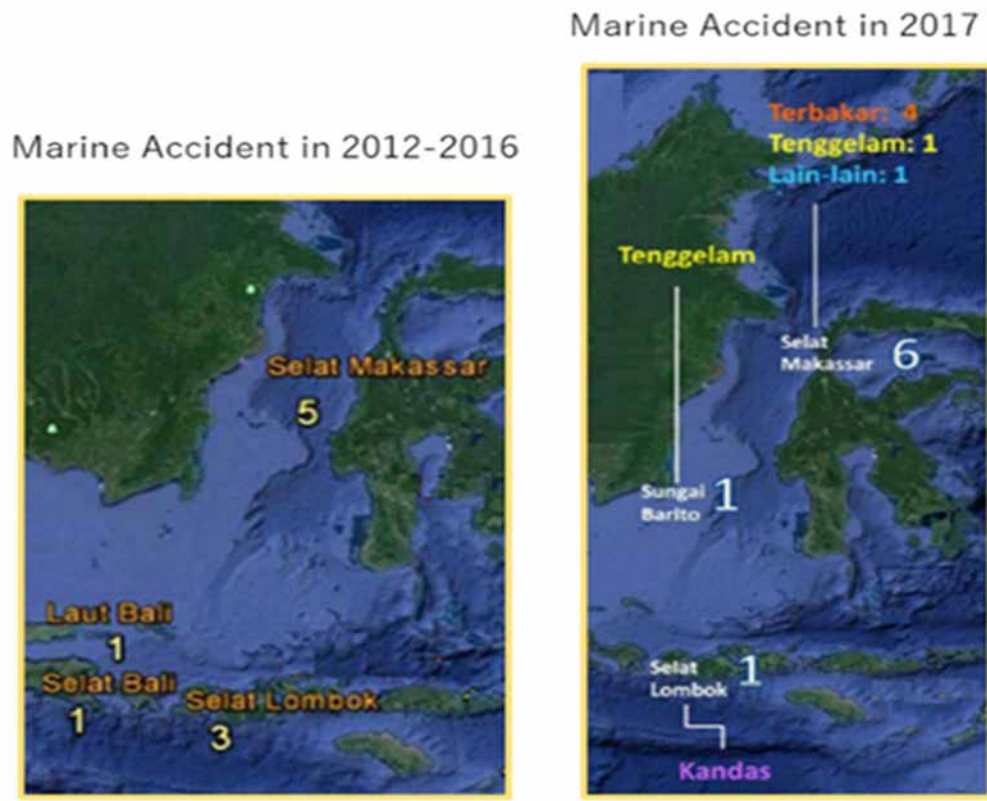 Marine Accident in 2012-2016
Selat Makassar
5
Laut Bali
1
Selat Bali
1
Selat Lombok
3
Marine Accident in 2017
Terbakar: 4
Tenggelam: 1
Lain-lain: 1
Tenggelam
Selat
Makassar 6
Sungai
Barito 1
Selat
Lombok 1
Kandas